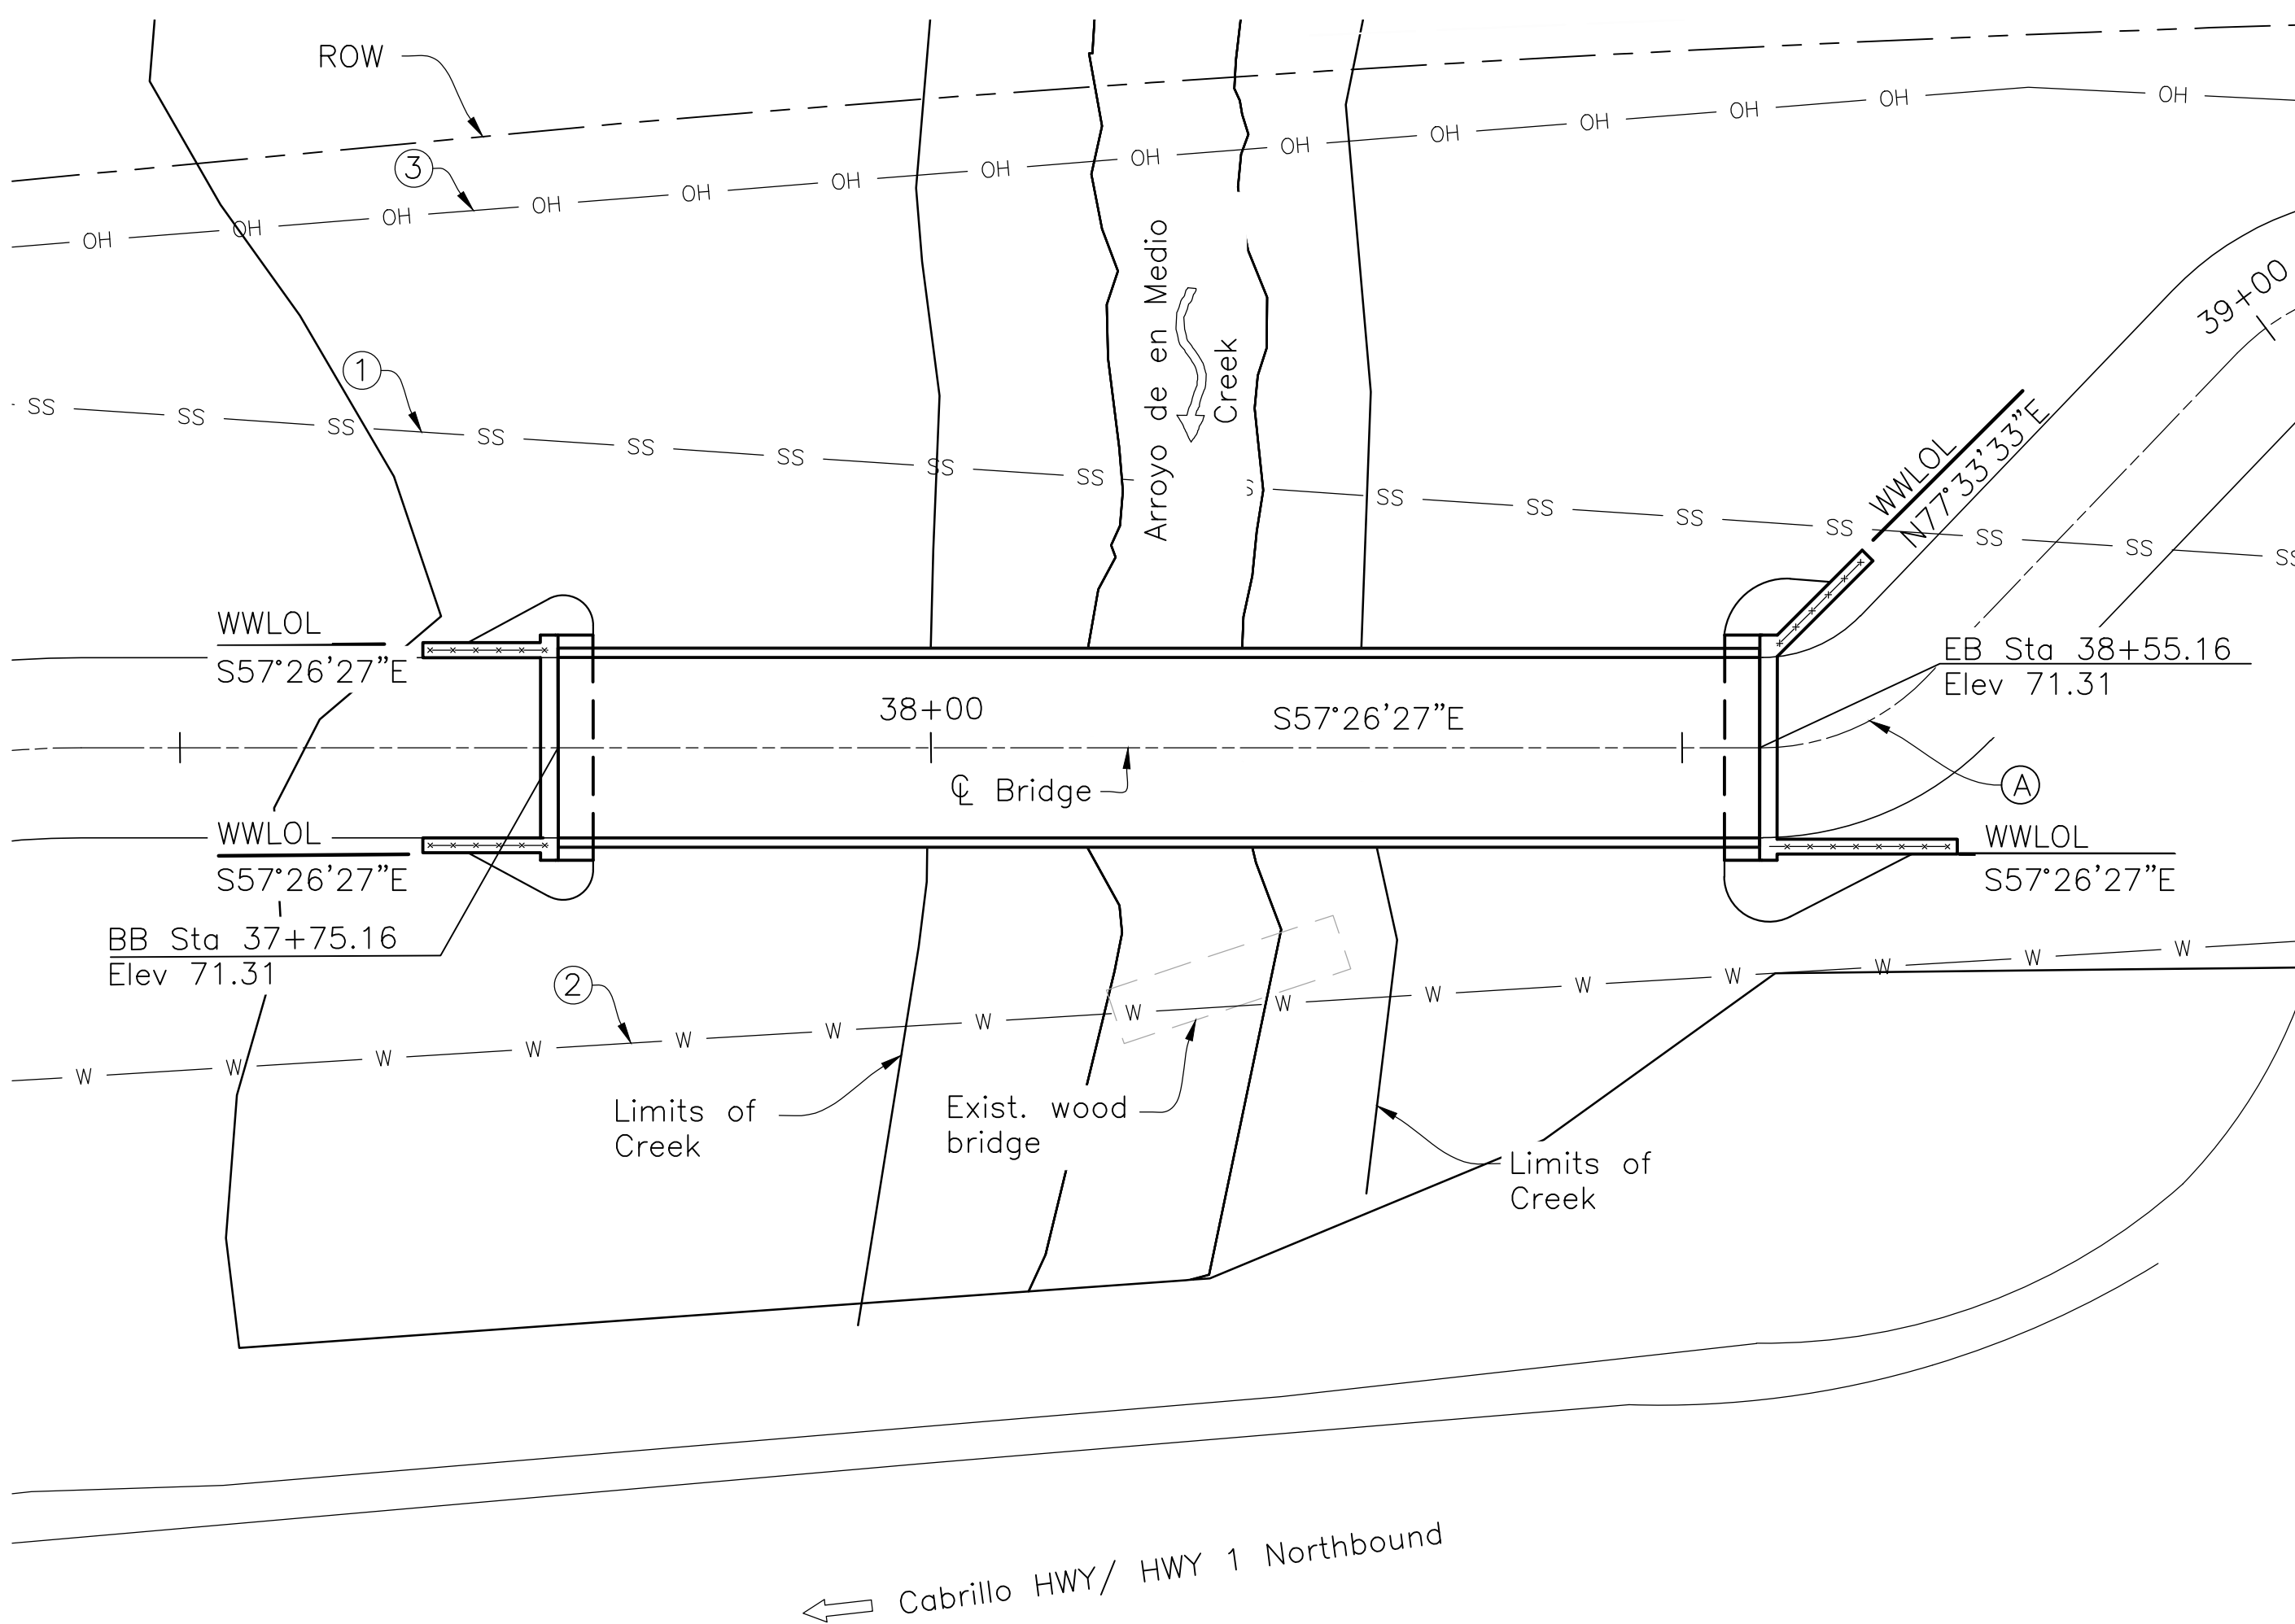 ROW
3
OH OH OH OH OH OH OH OH OH OH OH OH OH OH OH
Arroyo de en Medio
Creek
39+00
1
SS SS SS SS SS SS SS SS S SS SS SS SS SS SS SS
WWLOL
N77°33'33"E
WWLOL
S57°26'27"E
EB Sta 38+55.16
Elev 71.31
38+00
S57°26'27"E
℄ Bridge
A
WWLOL
S57°26'27"E
WWLOL
S57°26'27"E
BB Sta 37+75.16
Elev 71.31
2
W W W W W W W W W W W W W W W
Limits of
Creek
Exist. wood
bridge
Limits of
Creek
Cabrillo HWY/ HWY 1 Northbound